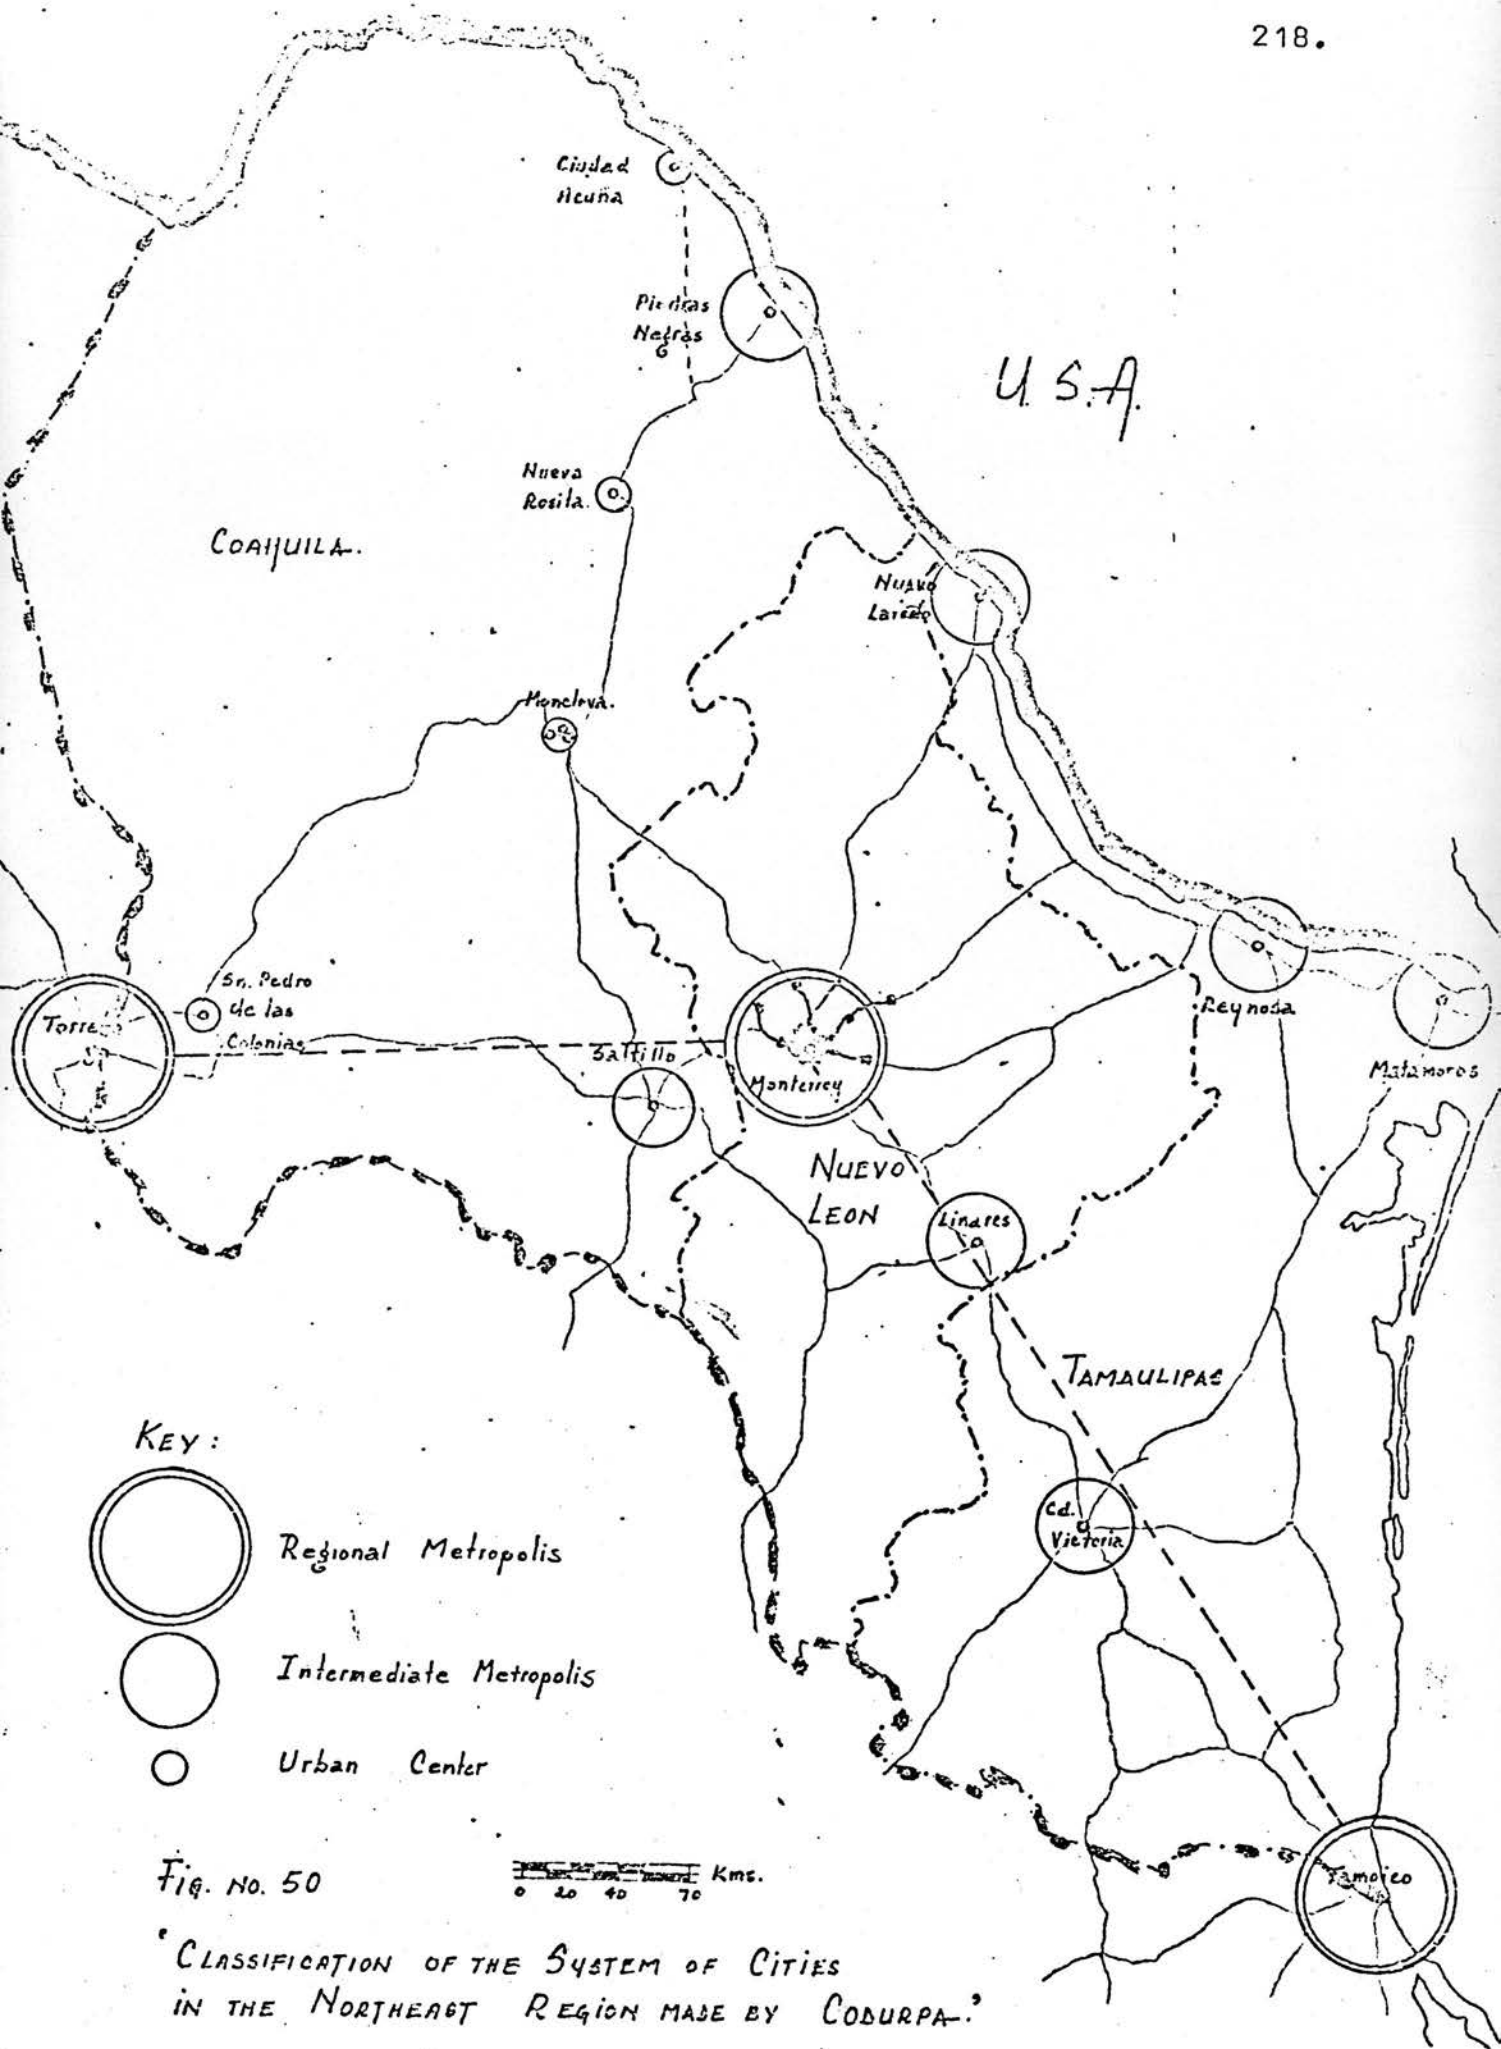 218.
Ciudad
Acuña
Piedras
Negras
U.S.A.
Nueva
Rosita.
COAHUILA.
Nuevo
Laredo
Monclova.
Sn. Pedro
de las
Colonias
Torre
Saltillo
Monterrey
Reynosa
Matamoros
NUEVO
LEON
Linares
TAMAULIPAS
KEY:
Regional Metropolis
Cd.
Victoria
Intermediate Metropolis
Urban Center
Tampico
Fig. No. 50
Kms.
0 20 40 70
'CLASSIFICATION OF THE SYSTEM OF CITIES
IN THE NORTHEAST REGION MADE BY CODURPA.'